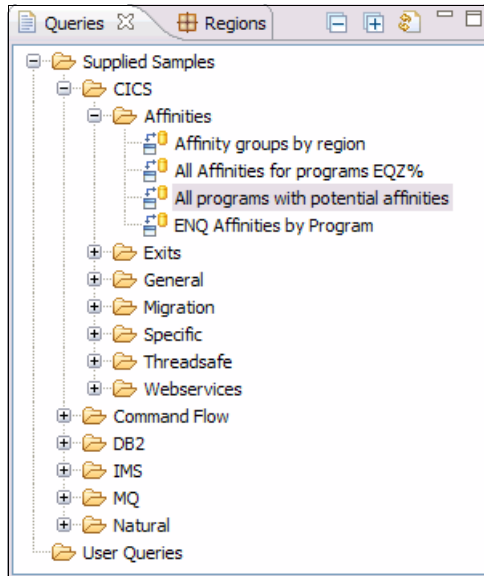 Queries Regions
Supplied Samples
CICS
Affinities
Affinity groups by region
All Affinities for programs EQZ%
All programs with potential affinities
ENQ Affinities by Program
Exits
General
Migration
Specific
Threadsafe
Webservices
Command Flow
DB2
IMS
MQ
Natural
User Queries